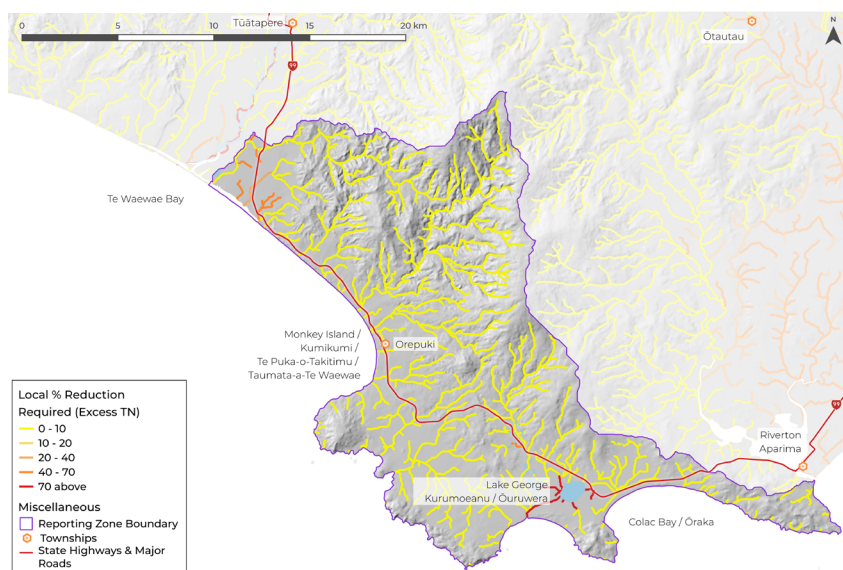 Tūātapere
0
5
10
15
20 km
Ōtautau
N
99
Te Waewae Bay
Monkey Island /
Kumikumi /
Te Puka-o-Takitimu /
Taumata-a-Te Waewae
Orepuki
Local % Reduction
Required (Excess TN)
0 - 10
10 - 20
20 - 40
40 - 70
70 above
Miscellaneous
Reporting Zone Boundary
Townships
State Highways & Major
Roads
99
Riverton
Aparima
Lake George
Kurumoeanu / Ōuruwera
Colac Bay / Ōraka